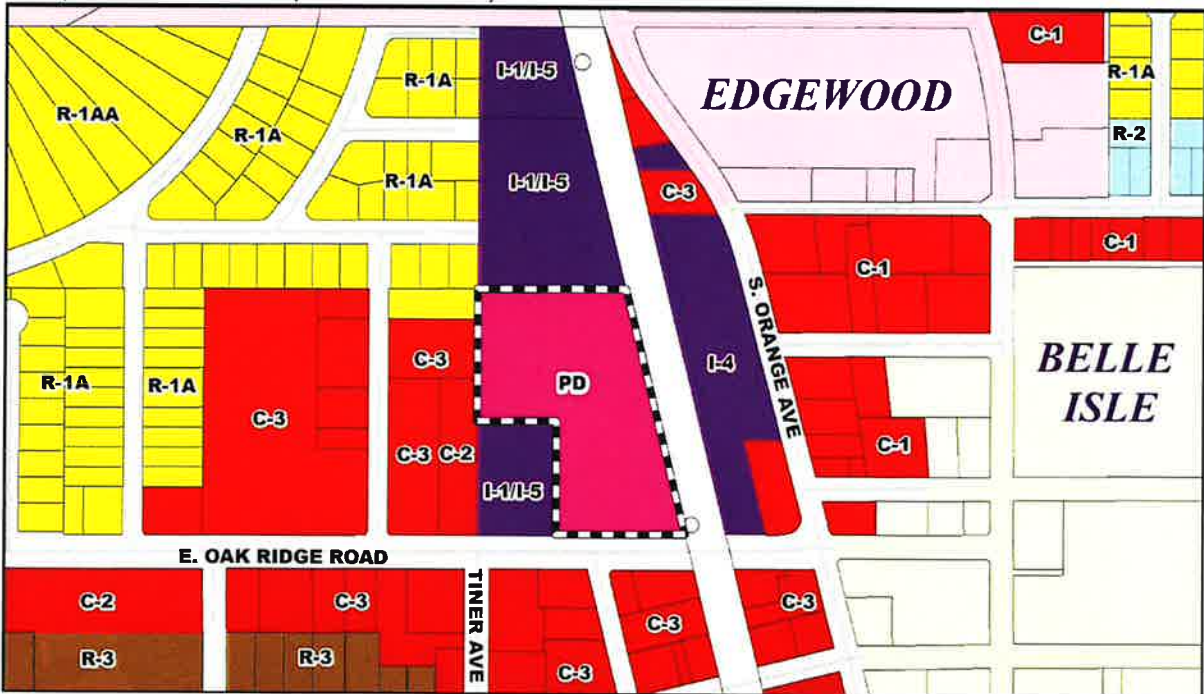 C-1
R-1A
I-1/I-5
R-1A
EDGEWOOD
R-1AA
R-1A
R-2
R-1A
I-1/I-5
C-3
C-1
C-1
S. ORANGE AVE
C-3
I-4
BELLE
ISLE
R-1A
R-1A
PD
C-3
C-3
C-2
C-1
I-1/I-5
E. OAK RIDGE ROAD
TINER AVE
C-2
C-3
C-3
C-3
R-3
R-3
C-3